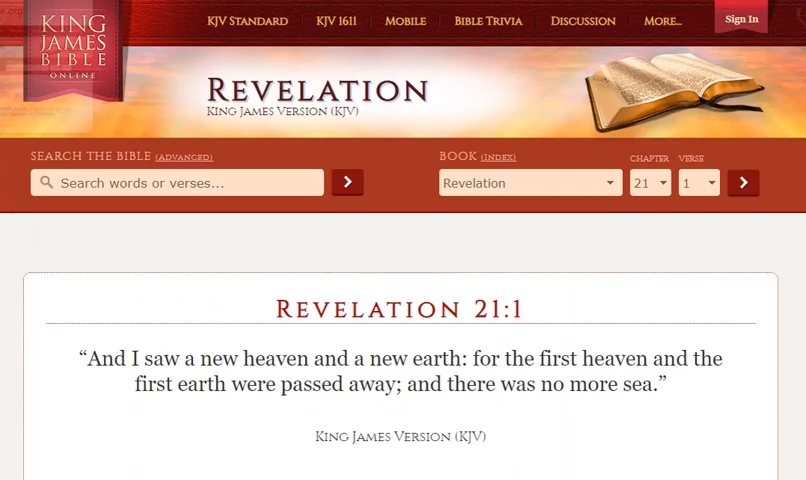 KING
JAMES
BIBLE
ONLINE
KJV Standard KJV 1611 Mobile Bible Trivia Discussion More... Sign In
Revelation
King James Version (KJV)
SEARCH THE BIBLE (ADVANCED)
BOOK (INDEX) CHAPTER VERSE
Search words or verses... Revelation 21 1
Revelation 21:1
“And I saw a new heaven and a new earth: for the first heaven and the
first earth were passed away; and there was no more sea.”
King James Version (KJV)